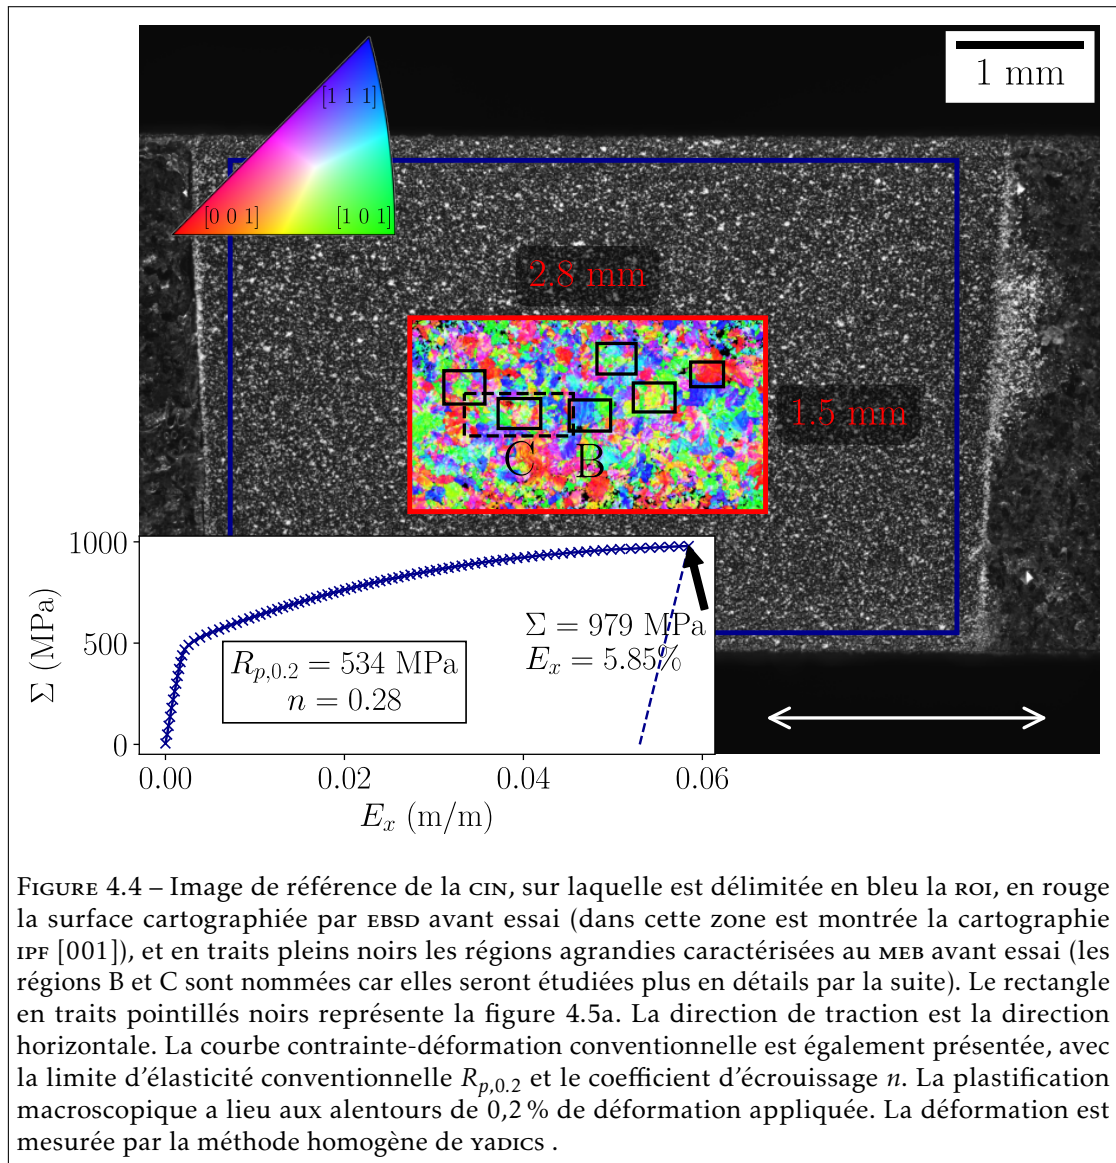 1 mm
[1 1 1]
[0 0 1]
[1 0 1]
2.8 mm
1.5 mm
C
B
1000
500
0
Σ (MPa)
Σ = 979 MPa
E_x = 5.85%
R_{p,0.2} = 534 MPa
n = 0.28
0.00
0.02
0.04
0.06
E_x (m/m)
FIGURE 4.4 – Image de référence de la CIN, sur laquelle est délimitée en bleu la ROI, en rouge
la surface cartographiée par EBSD avant essai (dans cette zone est montrée la cartographie
IPF [001]), et en traits pleins noirs les régions agrandies caractérisées au MEB avant essai (les
régions B et C sont nommées car elles seront étudiées plus en détails par la suite). Le rectangle
en traits pointillés noirs représente la figure 4.5a. La direction de traction est la direction
horizontale. La courbe contrainte-déformation conventionnelle est également présentée, avec
la limite d'élasticité conventionnelle R_{p,0.2} et le coefficient d'écrouissage n. La plastification
macroscopique a lieu aux alentours de 0,2 % de déformation appliquée. La déformation est
mesurée par la méthode homogène de YADICS .